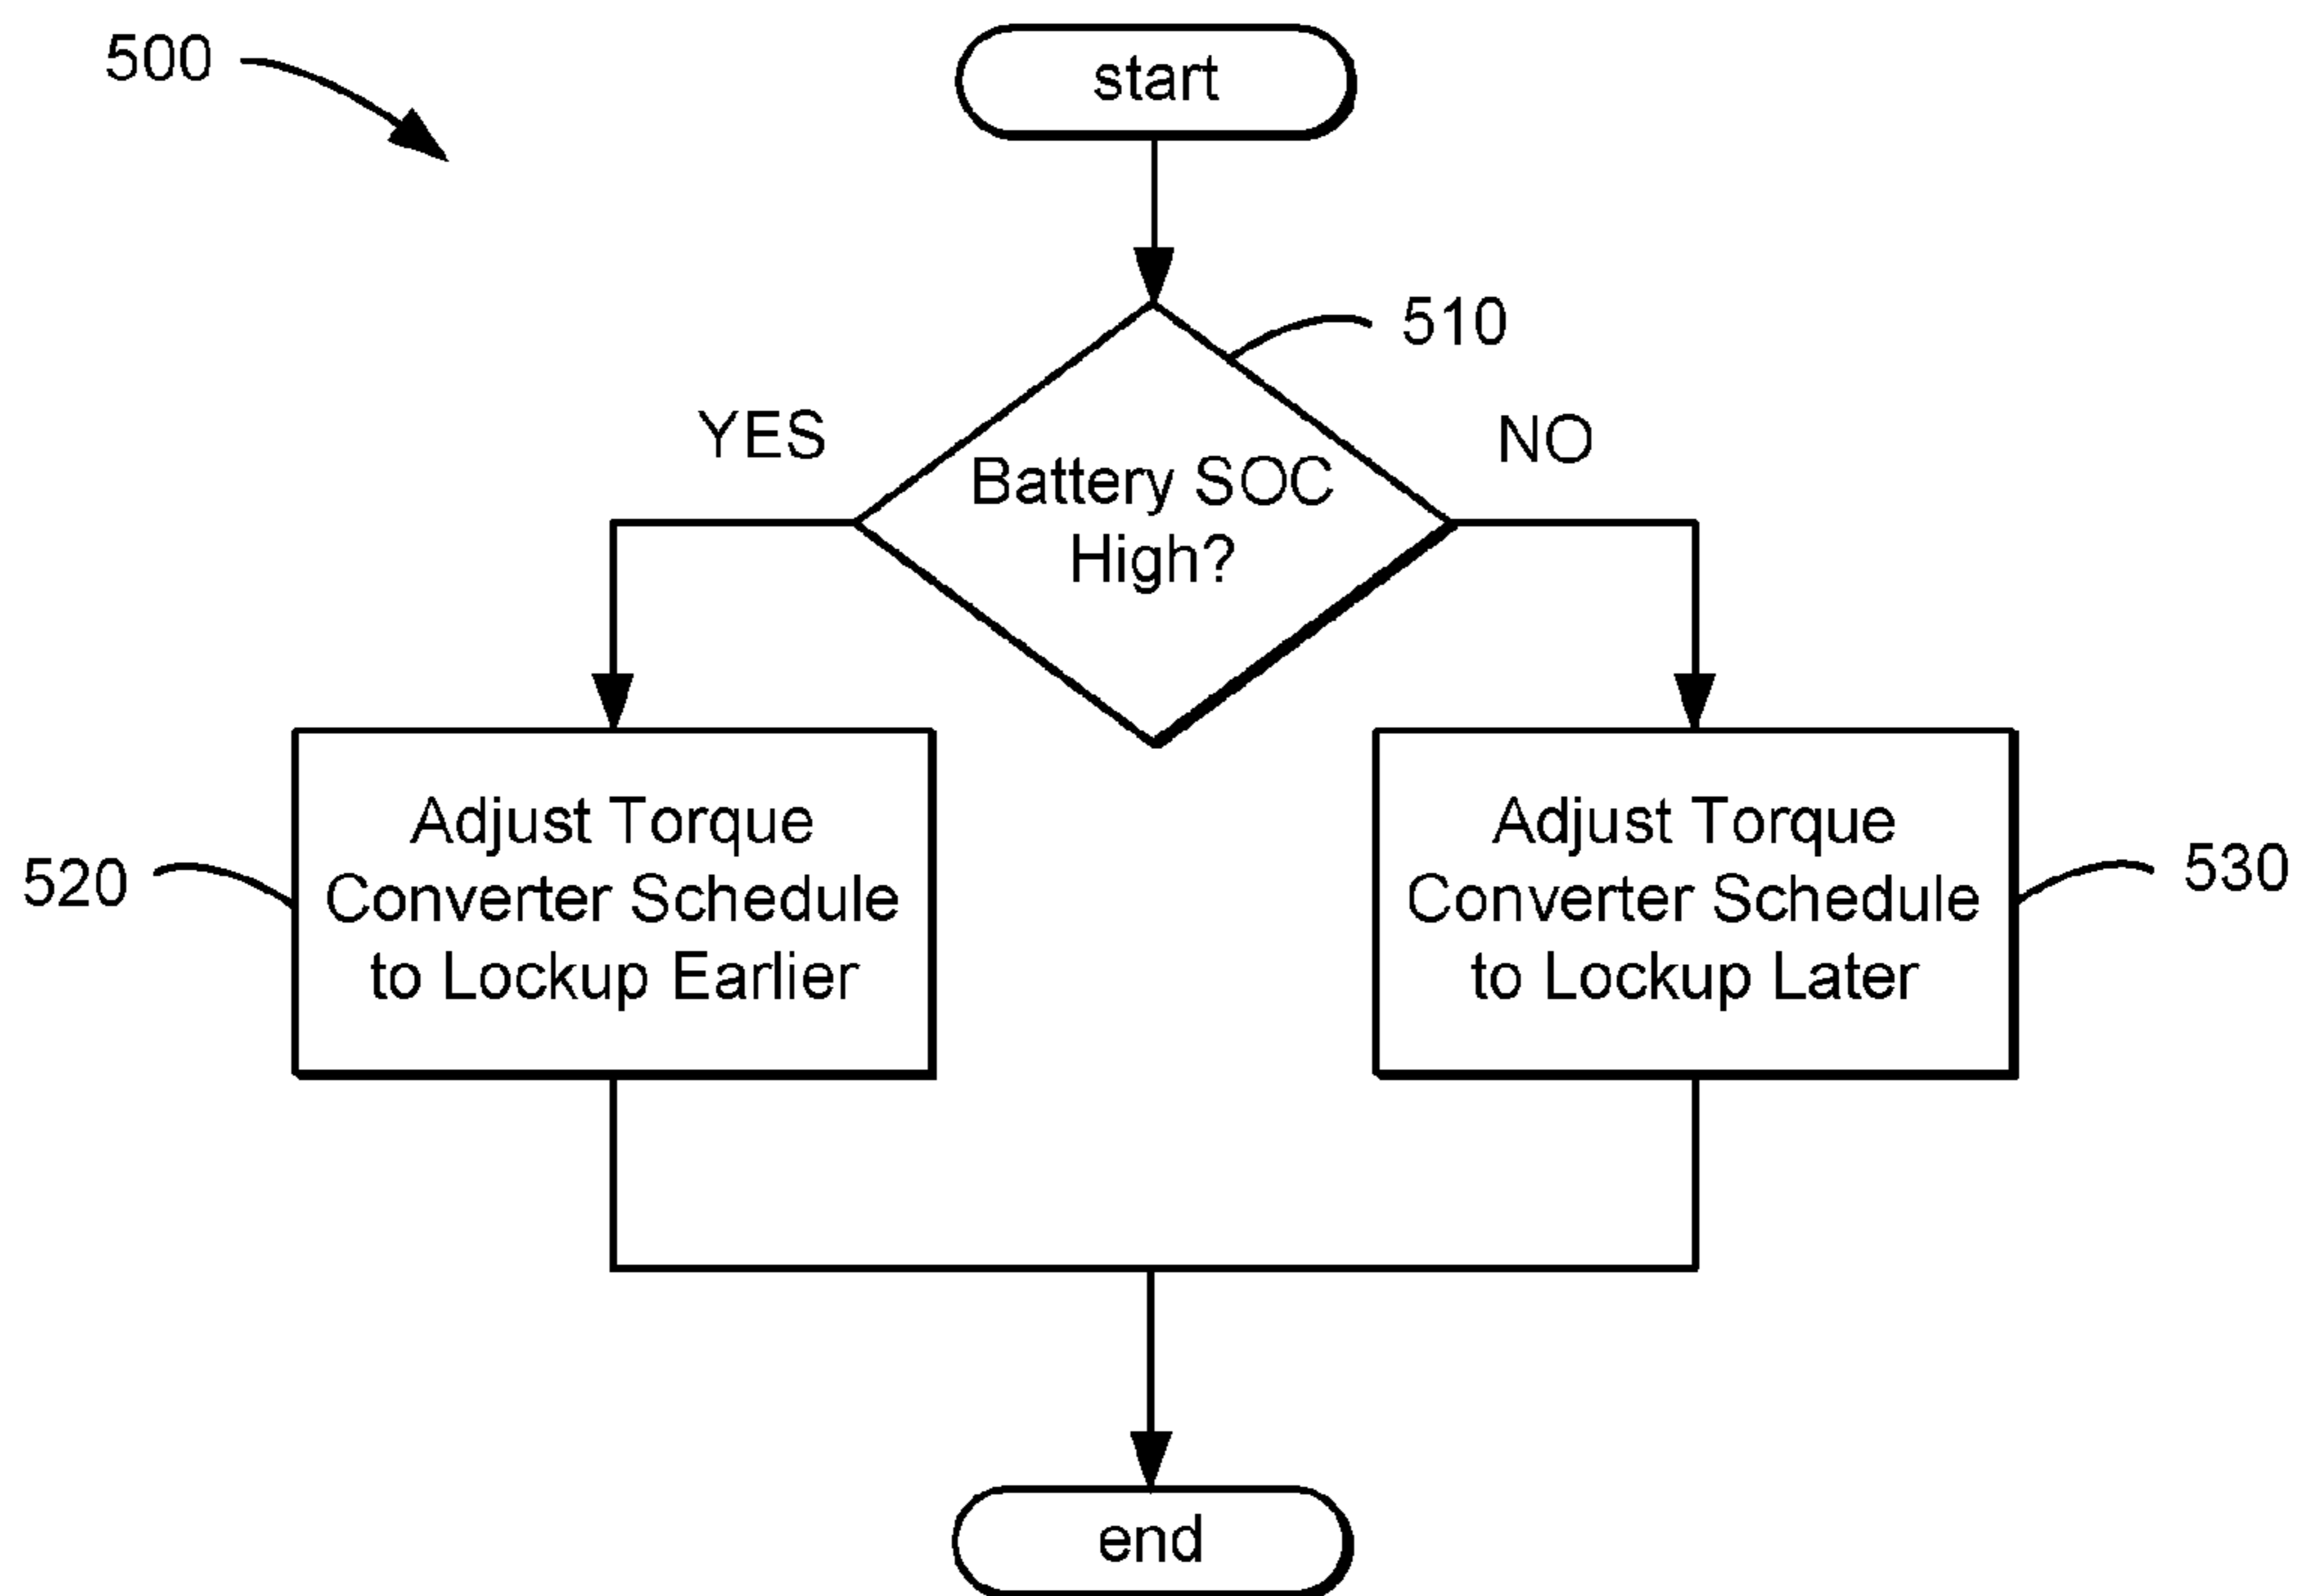 500
start
510
YES
NO
Battery SOC
High?
Adjust Torque
Converter Schedule
to Lockup Earlier
520
Adjust Torque
Converter Schedule
to Lockup Later
530
end